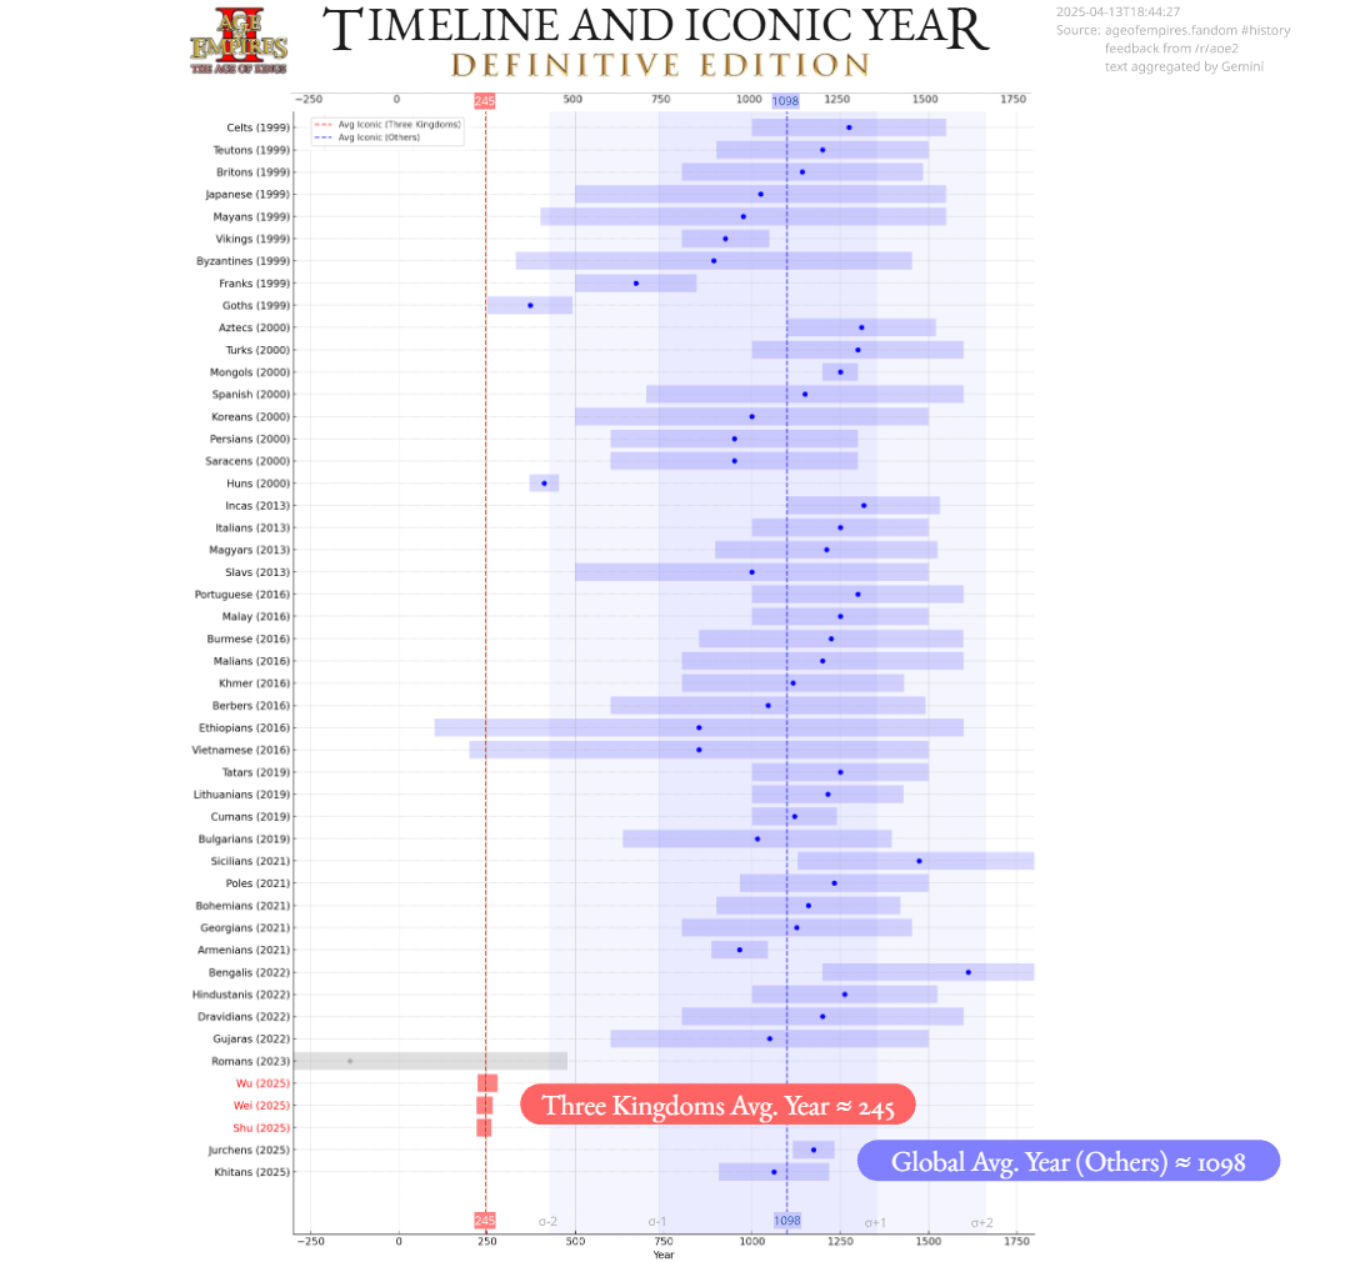 AGE OF
II
EMPIRES
THE AGE OF KINGS
TIMELINE AND ICONIC YEAR
DEFINITIVE EDITION
2025-04-13T18:44:27
Source: ageofempires.fandom #history
feedback from /r/aoe2
text aggregated by Gemini
−250 0 245 500 750 1000 1098 1250 1500 1750
Avg Iconic (Three Kingdoms)
Avg Iconic (Others)
Celts (1999)
Teutons (1999)
Britons (1999)
Japanese (1999)
Mayans (1999)
Vikings (1999)
Byzantines (1999)
Franks (1999)
Goths (1999)
Aztecs (2000)
Turks (2000)
Mongols (2000)
Spanish (2000)
Koreans (2000)
Persians (2000)
Saracens (2000)
Huns (2000)
Incas (2013)
Italians (2013)
Magyars (2013)
Slavs (2013)
Portuguese (2016)
Malay (2016)
Burmese (2016)
Malians (2016)
Khmer (2016)
Berbers (2016)
Ethiopians (2016)
Vietnamese (2016)
Tatars (2019)
Lithuanians (2019)
Cumans (2019)
Bulgarians (2019)
Sicilians (2021)
Poles (2021)
Bohemians (2021)
Georgians (2021)
Armenians (2021)
Bengalis (2022)
Hindustanis (2022)
Dravidians (2022)
Gujaras (2022)
Romans (2023)
Wu (2025)
Wei (2025)
Three Kingdoms Avg. Year ≈ 245
Shu (2025)
Jurchens (2025)
Global Avg. Year (Others) ≈ 1098
Khitans (2025)
245 σ-2 σ-1 1098 σ+1 σ+2
−250 0 250 500 750 1000 1250 1500 1750
Year